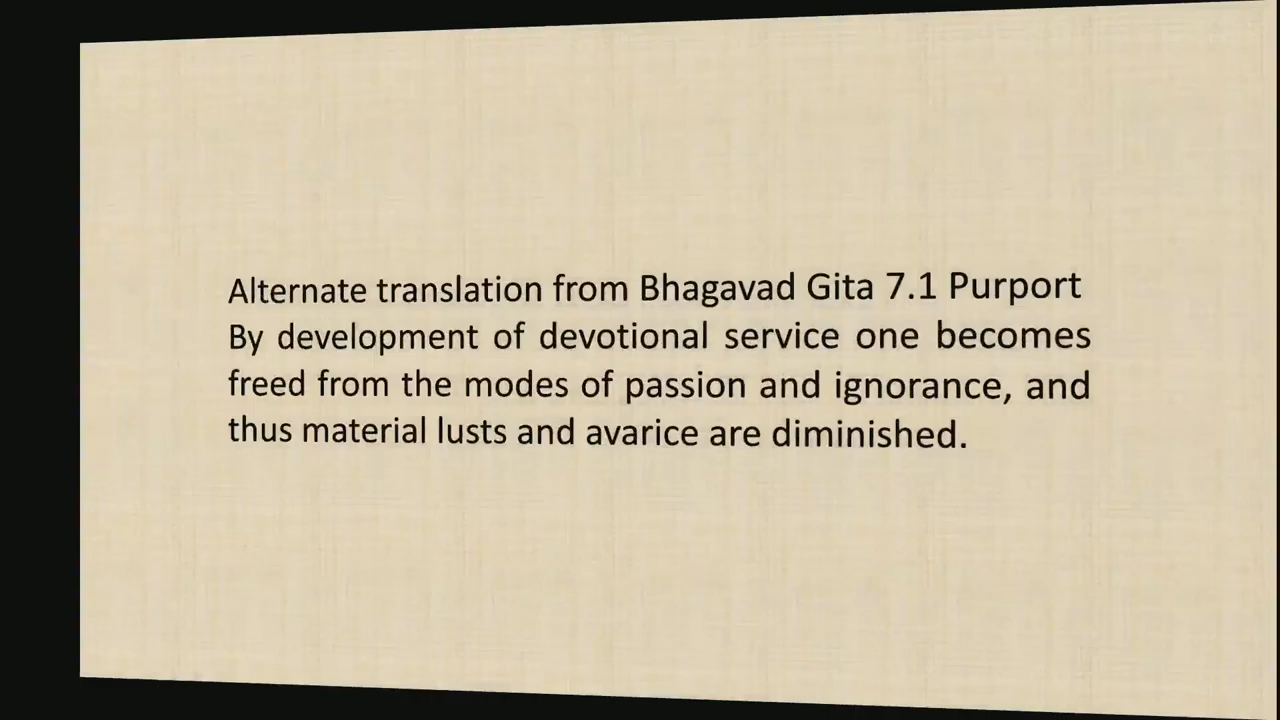 Alternate translation from Bhagavad Gita 7.1 Purport
By development of devotional service one becomes
freed from the modes of passion and ignorance, and
thus material lusts and avarice are diminished.